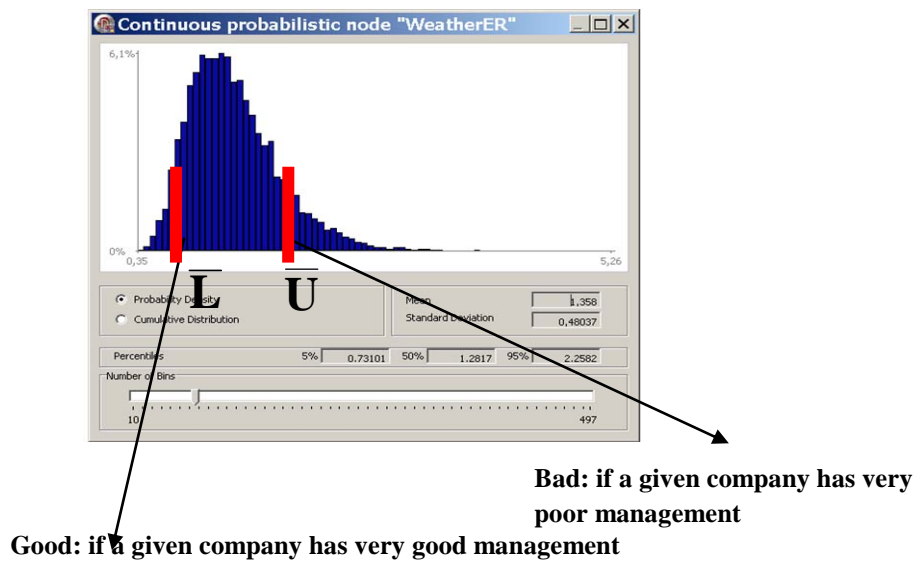 Continuous probabilistic node "WeatherER"
6,1%
0%
0,35
5,26
L
U
Probability Density
Cumulative Distribution
Mean 1,358
Standard Deviation 0,48037
Percentiles 5% 0.73101 50% 1.2817 95% 2.2582
Number of Bins
10 497
Bad: if a given company has very
poor management
Good: if a given company has very good management